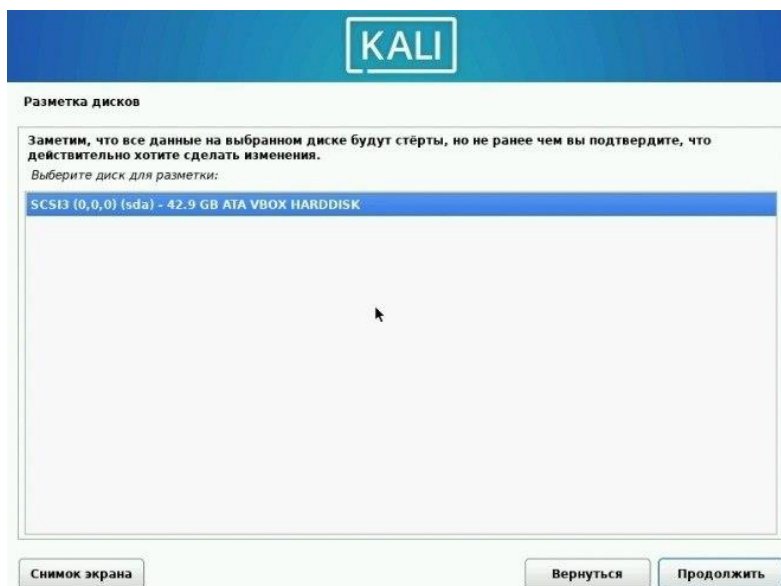 KALI
Разметка дисков
Заметим, что все данные на выбранном диске будут стёрты, но не ранее чем вы подтвердите, что
действительно хотите сделать изменения.
Выберите диск для разметки:
SCSI3 (0,0,0) (sda) - 42.9 GB ATA VBOX HARDDISK
Снимок экрана
Вернуться
Продолжить